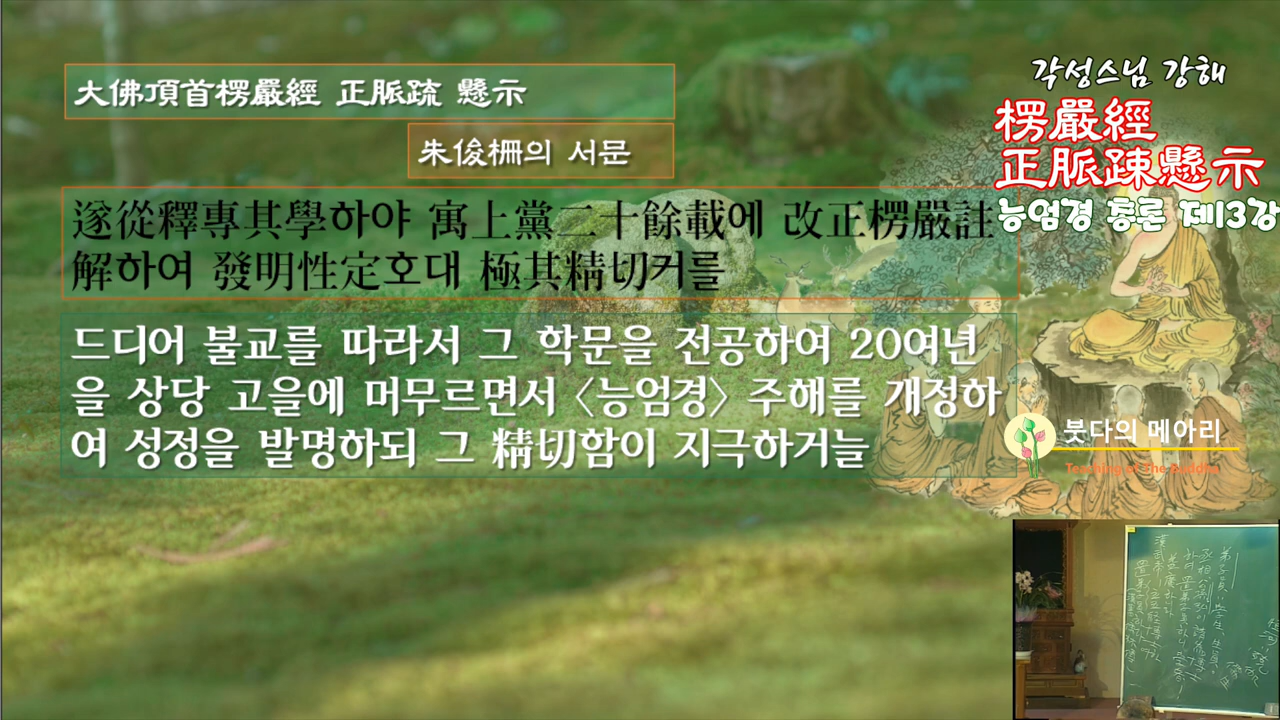 大佛頂首楞嚴經 正脈疏 懸示
朱俊柵의 서문
遂從釋專其學하야 寓上黨二十餘載에 改正楞嚴註
解하여 發明性定호대 極其精切커를
드디어 불교를 따라서 그 학문을 전공하여 20여년
을 상당 고을에 머무르면서 〈능엄경〉 주해를 개정하
여 성정을 발명하되 그 精切함이 지극하거늘
각성스님 강해
楞嚴經
正脈疎懸示
능엄경 총론 제13강
붓다의 메아리
Teaching of The Buddha